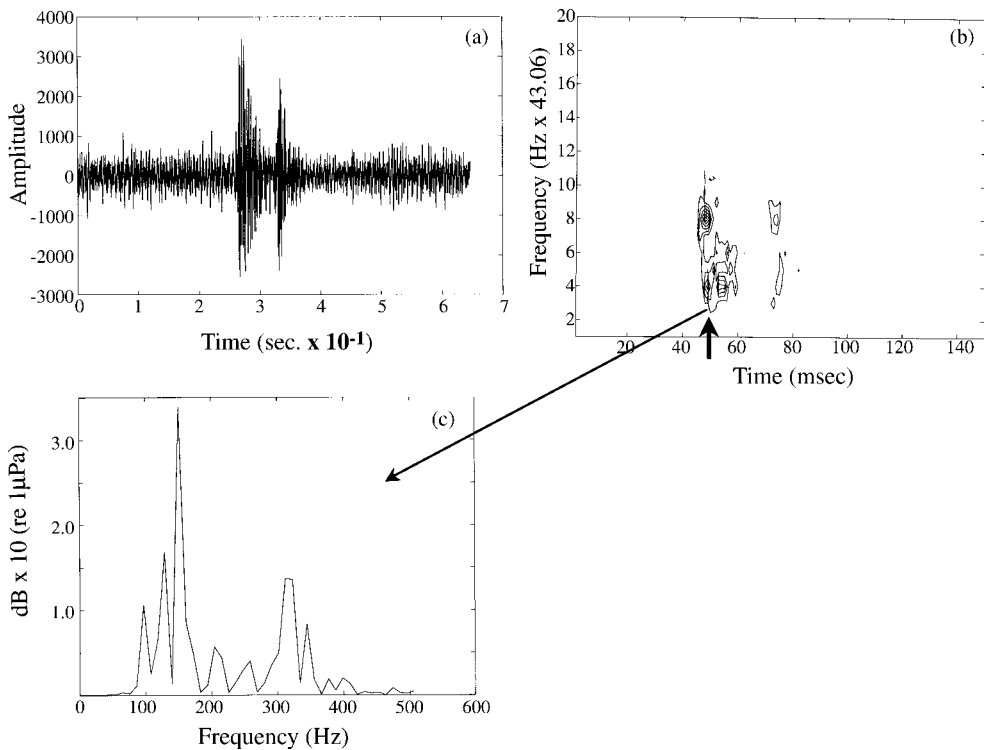 (a)
4000
3000
2000
1000
0
-1000
-2000
-3000
Amplitude
0 1 2 3 4 5 6 7
Time (sec. x 10-1)
(b)
20
18
16
14
12
10
8
6
4
2
Frequency (Hz x 43.06)
20 40 60 80 100 120 140
Time (msec)
(c)
3.0
2.0
1.0
dB x 10 (re 1μPa)
0 100 200 300 400 500 600
Frequency (Hz)